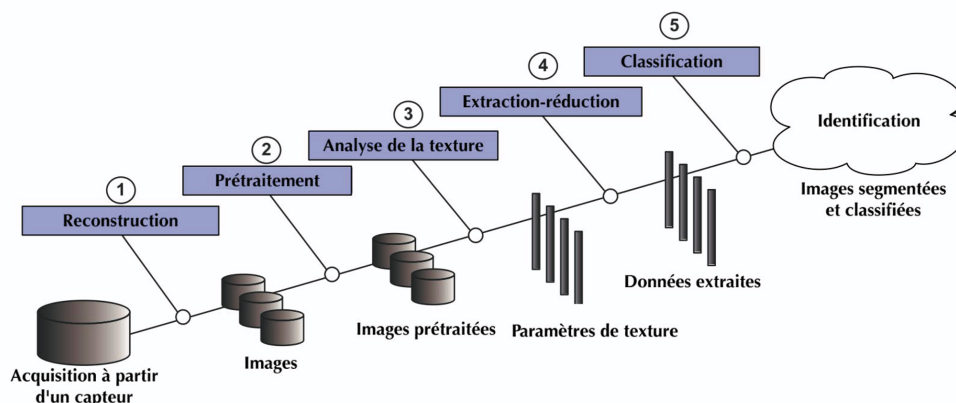 5
Classification
4
Extraction-réduction
3
Analyse de la texture
2
Prétraitement
1
Reconstruction
Identification
Images segmentées
et classifiées
Données extraites
Paramètres de texture
Images prétraitées
Images
Acquisition à partir
d'un capteur